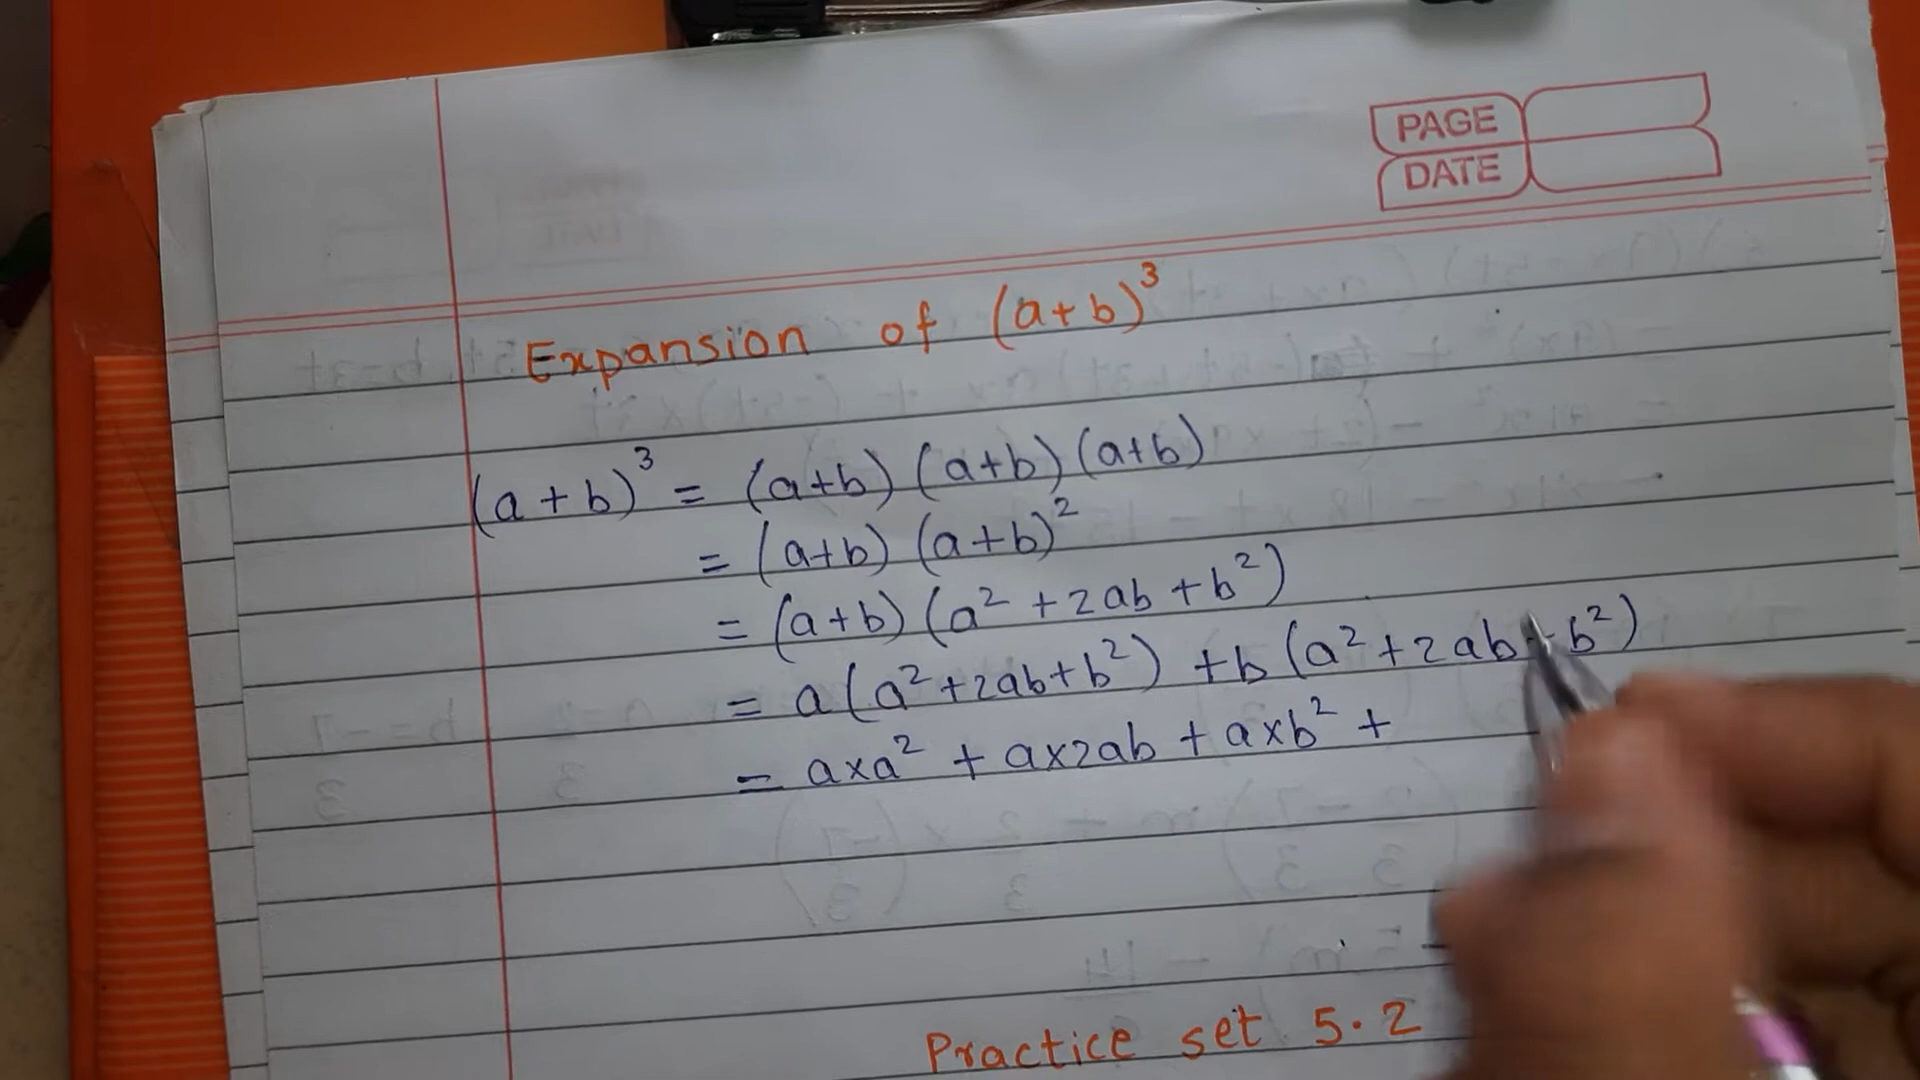 PAGE
DATE
Expansion of (a+b)³
(a+b)³ = (a+b) (a+b) (a+b)
= (a+b) (a+b)²
= (a+b) (a² + 2ab + b²)
= a (a²+2ab+b²) + b (a²+2ab+b²)
= a×a² + a×2ab + a×b² +
Practice set 5.2